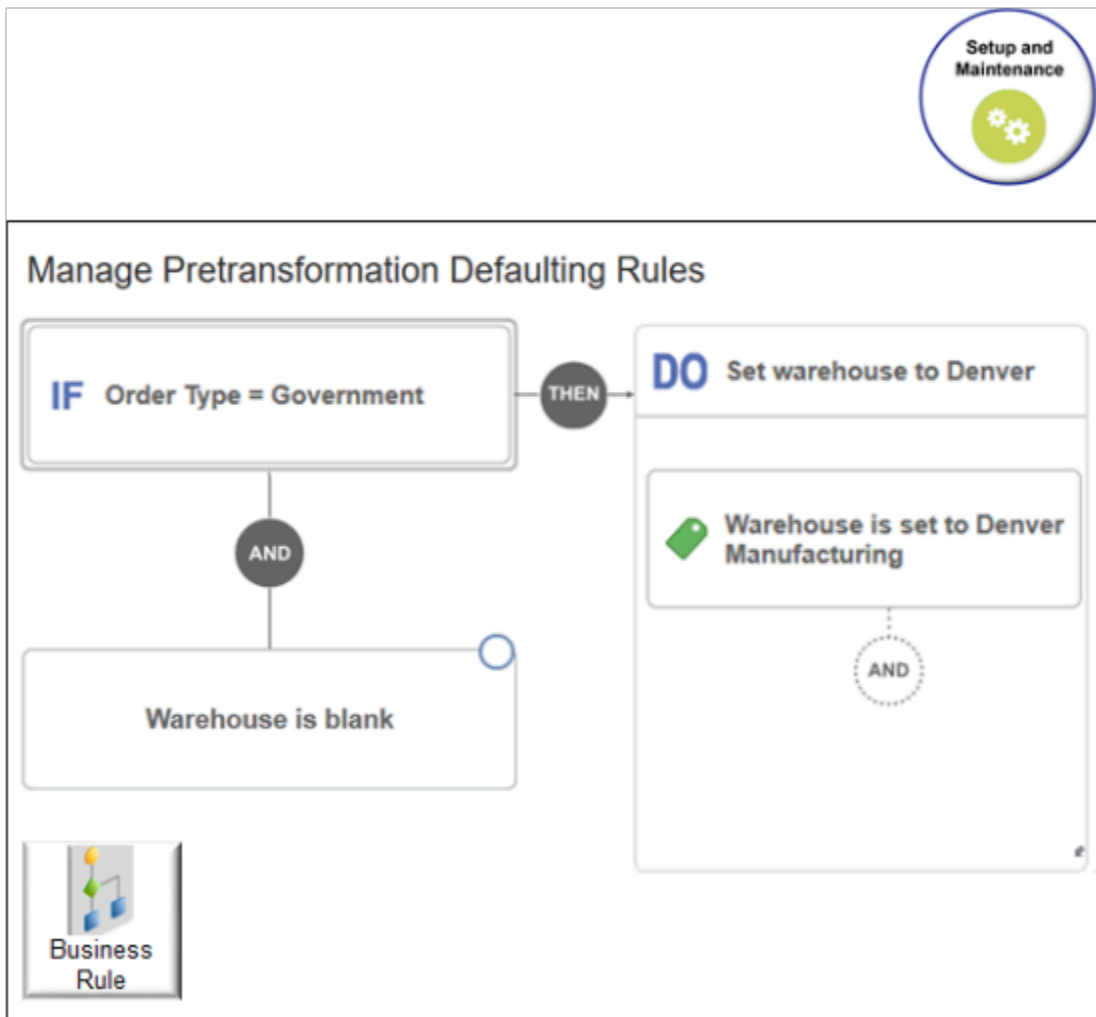 Setup and
Maintenance
Manage Pretransformation Defaulting Rules
IF Order Type = Government
THEN
DO Set warehouse to Denver
AND
Warehouse is set to Denver
Manufacturing
AND
Warehouse is blank
Business
Rule